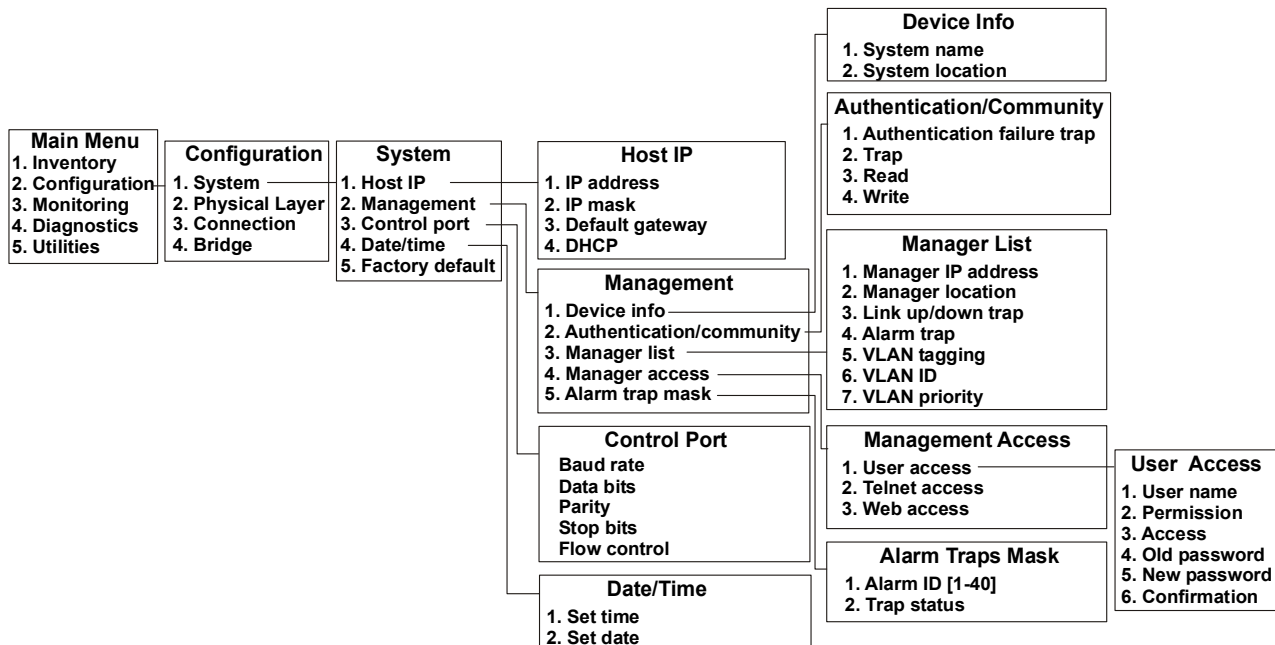 Main Menu
1. Inventory
2. Configuration
3. Monitoring
4. Diagnostics
5. Utilities
Configuration
1. System
2. Physical Layer
3. Connection
4. Bridge
System
1. Host IP
2. Management
3. Control port
4. Date/time
5. Factory default
Host IP
1. IP address
2. IP mask
3. Default gateway
4. DHCP
Management
1. Device info
2. Authentication/community
3. Manager list
4. Manager access
5. Alarm trap mask
Control Port
Baud rate
Data bits
Parity
Stop bits
Flow control
Date/Time
1. Set time
2. Set date
Device Info
1. System name
2. System location
Authentication/Community
1. Authentication failure trap
2. Trap
3. Read
4. Write
Manager List
1. Manager IP address
2. Manager location
3. Link up/down trap
4. Alarm trap
5. VLAN tagging
6. VLAN ID
7. VLAN priority
Management Access
1. User access
2. Telnet access
3. Web access
Alarm Traps Mask
1. Alarm ID [1-40]
2. Trap status
User Access
1. User name
2. Permission
3. Access
4. Old password
5. New password
6. Confirmation